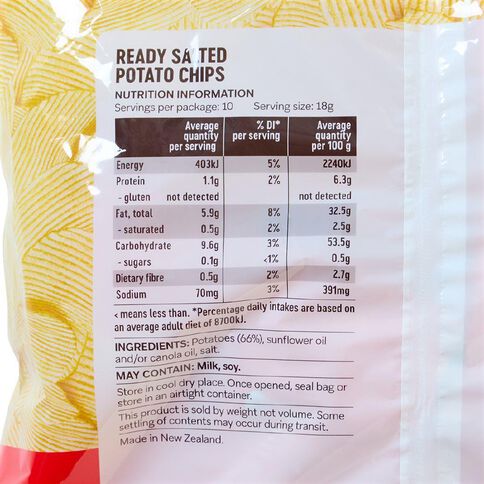 READY SALTED
POTATO CHIPS
NUTRITION INFORMATION
Servings per package: 10 Serving size: 18g
Average quantity per serving % DI* per serving Average quantity per 100 g
Energy 403kJ 5% 2240kJ
Protein 1.1g 2% 6.3g
- gluten not detected not detected
Fat, total 5.9g 8% 32.5g
- saturated 0.5g 2% 2.5g
Carbohydrate 9.6g 3% 53.5g
- sugars 0.1g <1% 0.5g
Dietary fibre 0.5g 2% 2.7g
Sodium 70mg 3% 391mg
< means less than. *Percentage daily intakes are based on
an average adult diet of 8700kJ.
INGREDIENTS: Potatoes (66%), sunflower oil
and/or canola oil, salt.
MAY CONTAIN: Milk, soy.
Store in cool dry place. Once opened, seal bag or
store in an airtight container.
This product is sold by weight not volume. Some
settling of contents may occur during transit.
Made in New Zealand.